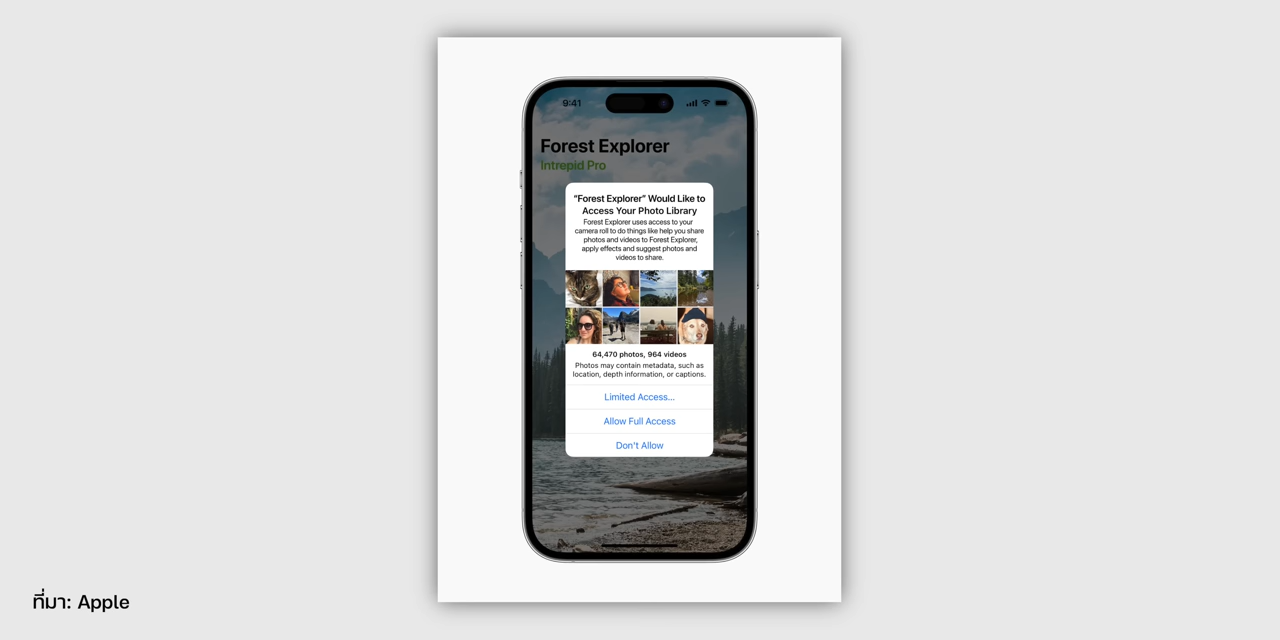 9:41
Forest Explorer
Intrepid Pro
“Forest Explorer” Would Like to
Access Your Photo Library
Forest Explorer uses access to your
camera roll to do things like help you share
photos and videos to Forest Explorer,
apply effects and suggest photos and
videos to share.
64,470 photos, 964 videos
Photos may contain metadata, such as
location, depth information, or captions.
Limited Access...
Allow Full Access
Don't Allow
ที่มา: Apple